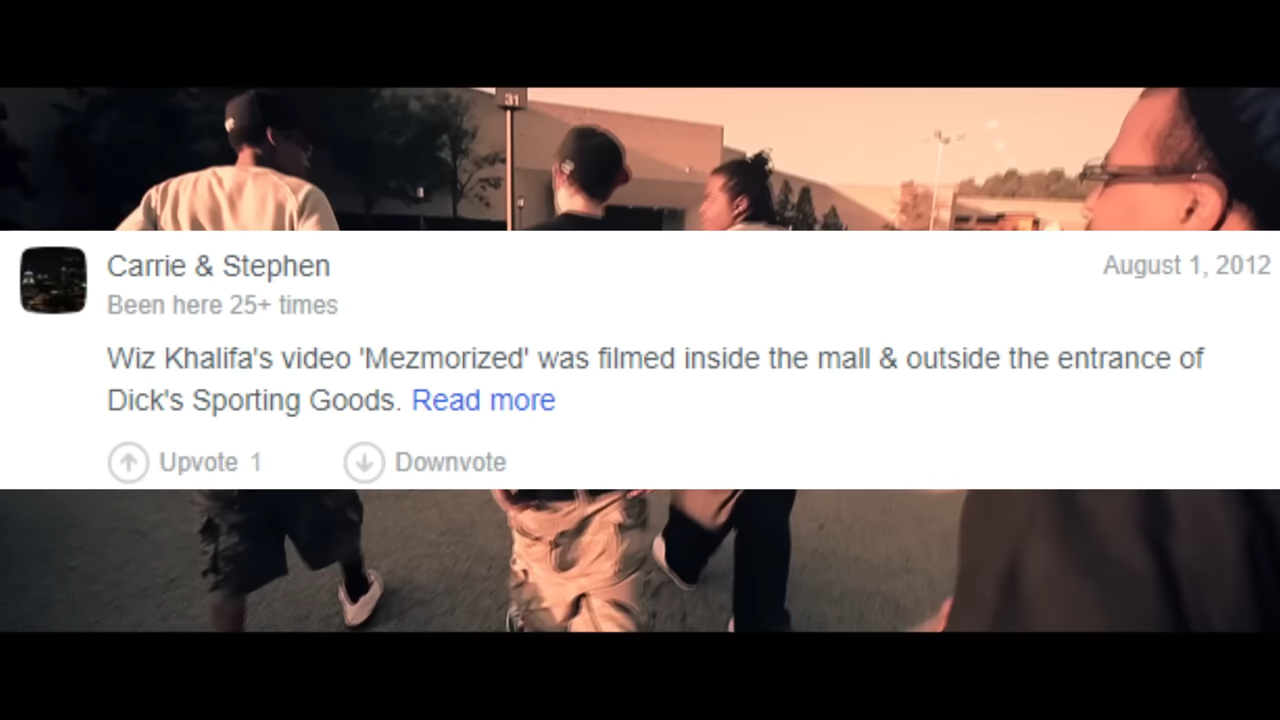 31
Carrie & Stephen
August 1, 2012
Been here 25+ times
Wiz Khalifa's video 'Mezmorized' was filmed inside the mall & outside the entrance of
Dick's Sporting Goods. Read more
Upvote 1
Downvote